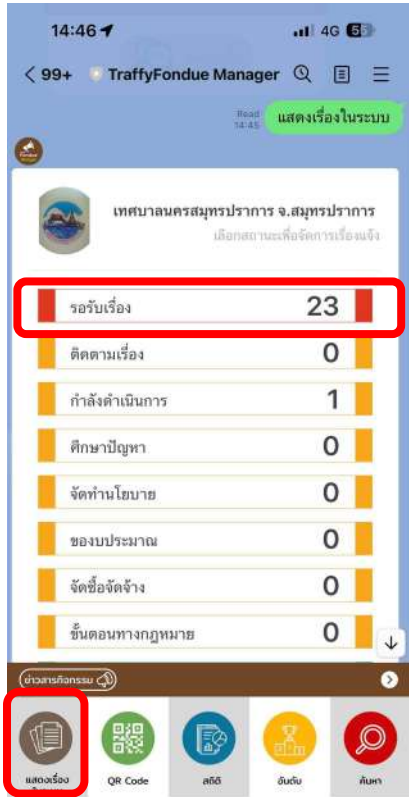 14:46
4G 55
99+ TraffyFondue Manager
Read
14:45
แสดงเรื่องในระบบ
Fondue
เทศบาลนครสมุทรปราการ จ.สมุทรปราการ
เลือกสถานะเพื่อจัดการเรื่องแจ้ง
รอรับเรื่อง 23
ติดตามเรื่อง 0
กำลังดำเนินการ 1
ศึกษาปัญหา 0
จัดทำนโยบาย 0
ของบประมาณ 0
จัดซื้อจัดจ้าง 0
ขั้นตอนทางกฎหมาย 0
ข่าวสารกิจกรรม
แสดงเรื่อง
QR Code
สถิติ
อันดับ
ค้นหา